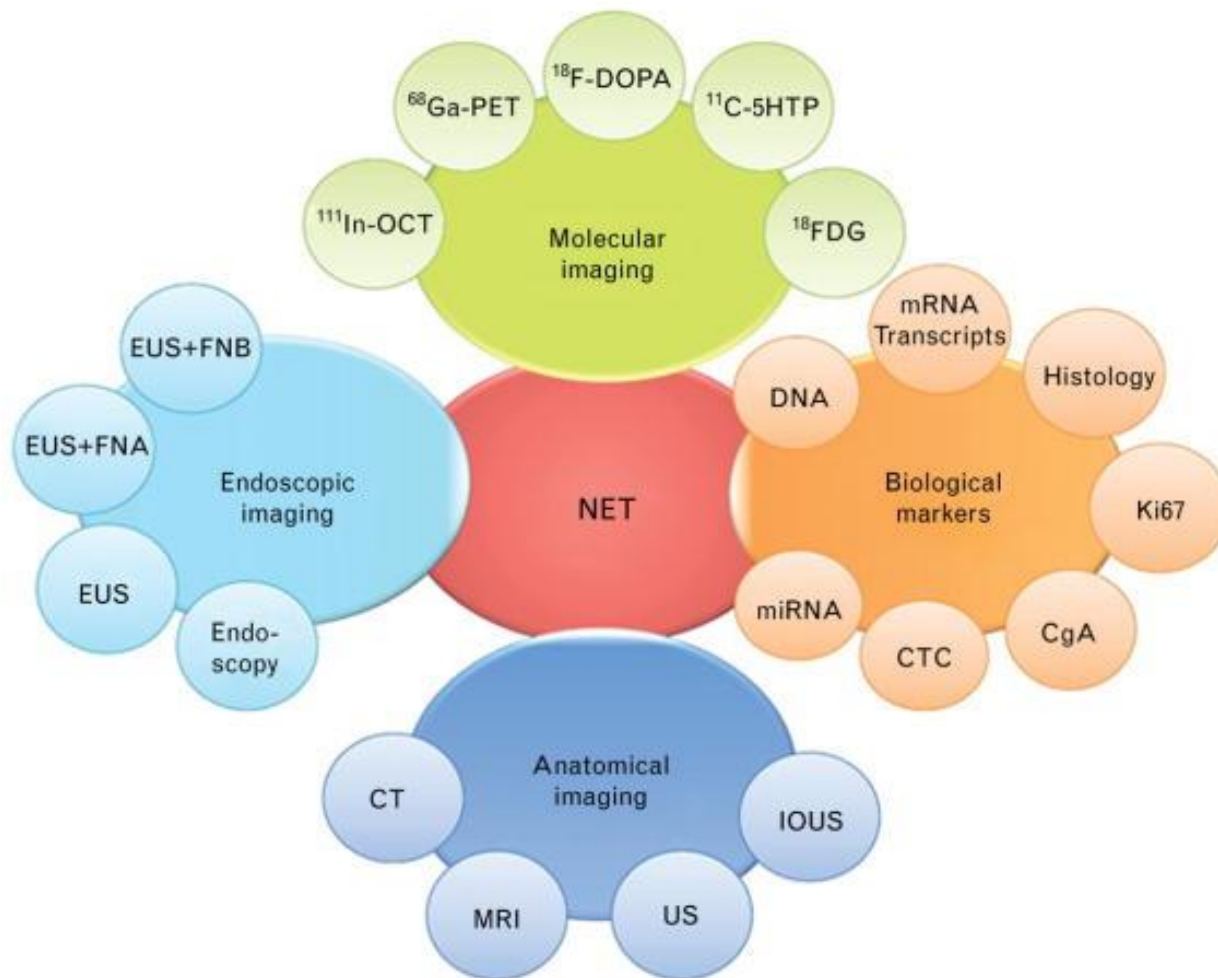 ¹⁸F-DOPA
⁶⁸Ga-PET
¹¹C-5HTP
¹¹¹In-OCT
¹⁸FDG
Molecular
imaging
EUS+FNB
EUS+FNA
Endoscopic
imaging
EUS
Endo-
scopy
NET
mRNA
Transcripts
DNA
Histology
Biological
markers
Ki67
miRNA
CTC
CgA
Anatomical
imaging
CT
IOUS
MRI
US